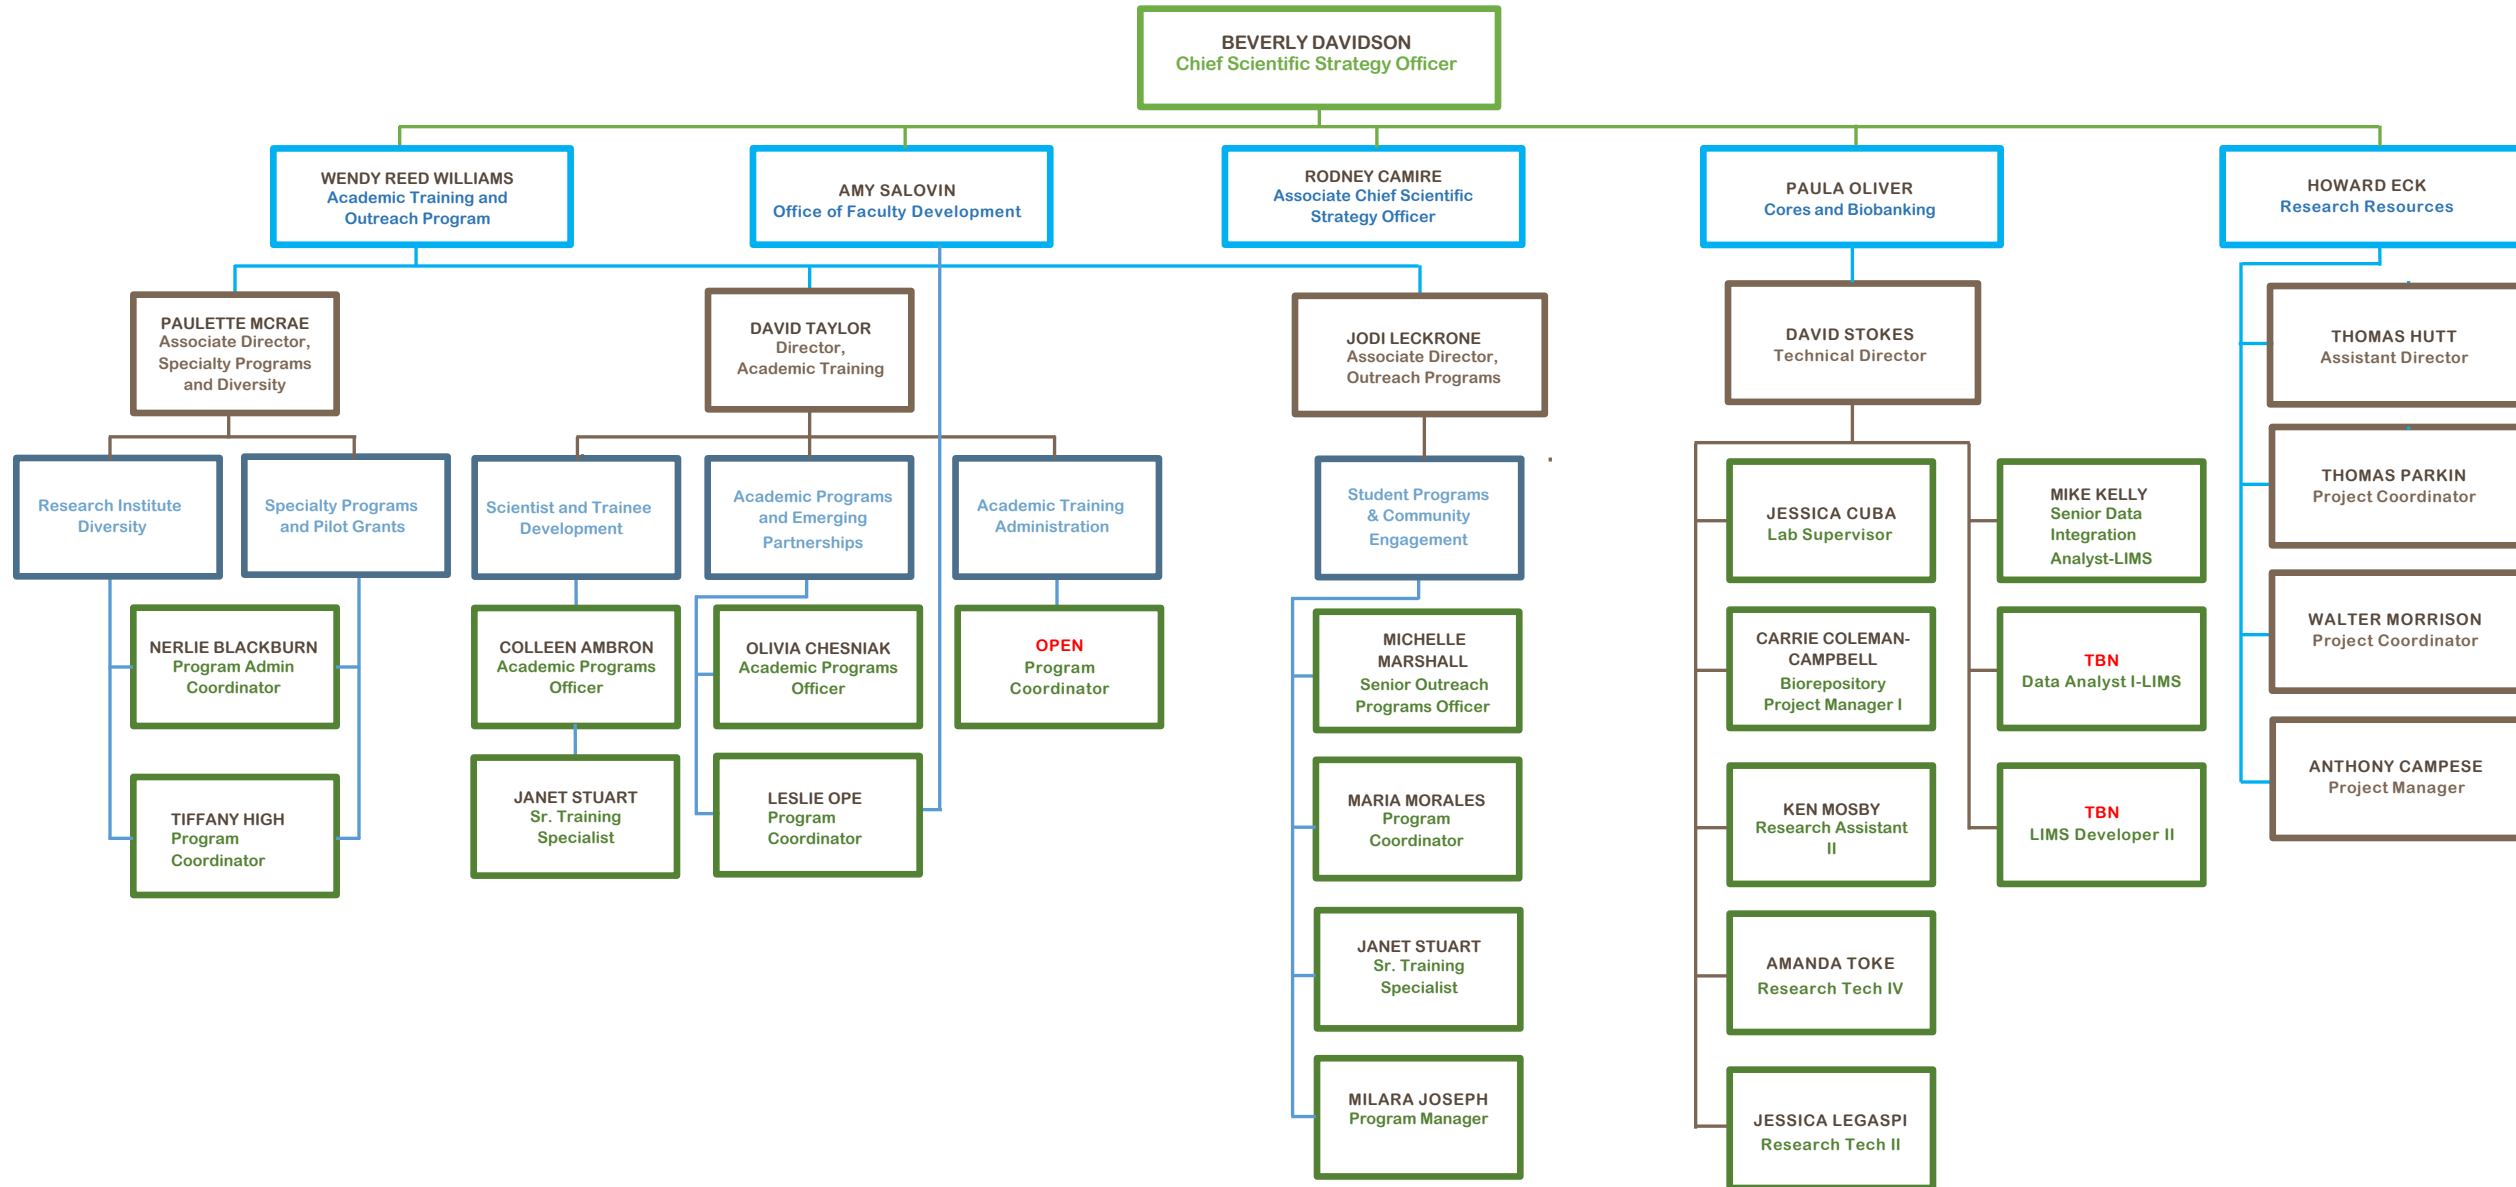 BEVERLY DAVIDSON
Chief Scientific Strategy Officer
WENDY REED WILLIAMS
Academic Training and
Outreach Program
AMY SALOVIN
Office of Faculty Development
RODNEY CAMIRE
Associate Chief Scientific
Strategy Officer
PAULA OLIVER
Cores and Biobanking
HOWARD ECK
Research Resources
PAULETTE MCRAE
Associate Director,
Specialty Programs
and Diversity
DAVID TAYLOR
Director,
Academic Training
JODI LECKRONE
Associate Director,
Outreach Programs
DAVID STOKES
Technical Director
THOMAS HUTT
Assistant Director
Research Institute
Diversity
Specialty Programs
and Pilot Grants
Scientist and Trainee
Development
Academic Programs
and Emerging
Partnerships
Academic Training
Administration
Student Programs
& Community
Engagement
JESSICA CUBA
Lab Supervisor
MIKE KELLY
Senior Data
Integration
Analyst-LIMS
THOMAS PARKIN
Project Coordinator
NERLIE BLACKBURN
Program Admin
Coordinator
COLLEEN AMBRON
Academic Programs
Officer
OLIVIA CHESNIAK
Academic Programs
Officer
OPEN
Program
Coordinator
MICHELLE
MARSHALL
Senior Outreach
Programs Officer
CARRIE COLEMAN-
CAMPBELL
Biorepository
Project Manager I
TBN
Data Analyst I-LIMS
WALTER MORRISON
Project Coordinator
TIFFANY HIGH
Program
Coordinator
JANET STUART
Sr. Training
Specialist
LESLIE OPE
Program
Coordinator
MARIA MORALES
Program
Coordinator
KEN MOSBY
Research Assistant
II
TBN
LIMS Developer II
ANTHONY CAMPESE
Project Manager
JANET STUART
Sr. Training
Specialist
AMANDA TOKE
Research Tech IV
MILARA JOSEPH
Program Manager
JESSICA LEGASPI
Research Tech II